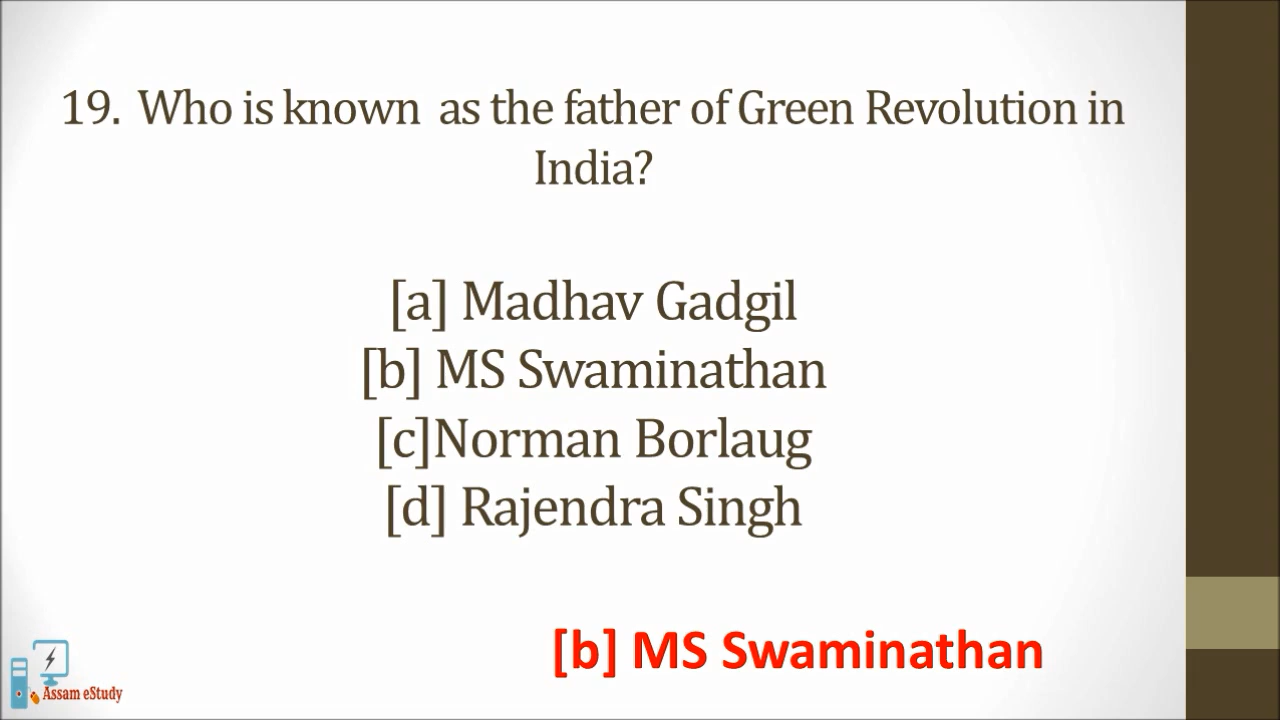 19. Who is known as the father of Green Revolution in
India?
[a] Madhav Gadgil
[b] MS Swaminathan
[c]Norman Borlaug
[d] Rajendra Singh
[b] MS Swaminathan
Assam eStudy